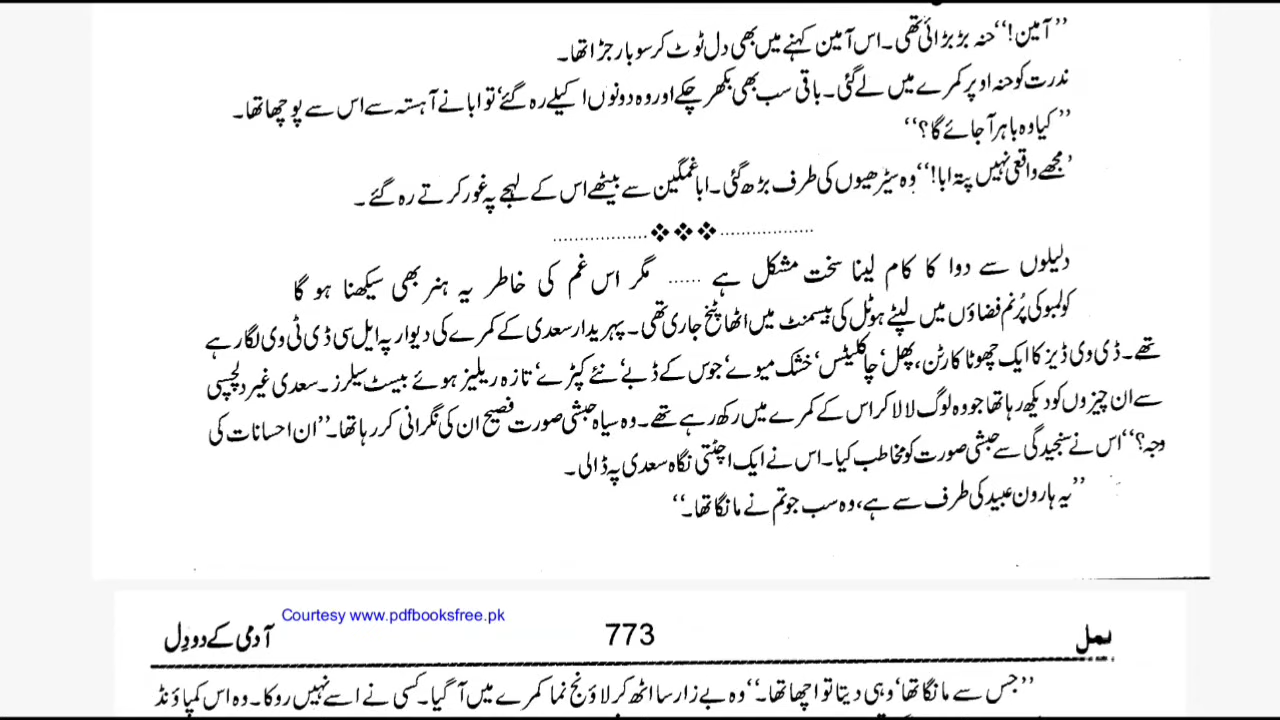 ’’آمین!‘‘حنہ بڑبڑائی تھی۔ اس آمین کہنے میں بھی دل ٹوٹ کر سو بار جڑا تھا۔
ندرت کو حنہ اوپر کمرے میں لے گئی۔ باقی سب بھی بکھر چکے اور وہ دونوں اکیلے رہ گئے‘ تو ابا نے آہستہ سے اس سے پوچھا تھا۔
’’کیا وہ باہر آجائے گا؟‘‘
’مجھے واقعی نہیں پتہ ابا!‘‘وہ سیڑھیوں کی طرف بڑھ گئی۔ ابا غمگین سے بیٹھے اس کے لہجے پہ غور کرتے رہ گئے۔
..................❖❖❖..................
دلیلوں سے دوا کا کام لینا سخت مشکل ہے ...... مگر اس غم کی خاطر یہ ہنر بھی سیکھنا ہو گا
کولمبو کی پُرنم فضاؤں میں لپٹے ہوٹل کی بیسمنٹ میں اٹھا پٹخ جاری تھی۔ پہریدار سعدی کے کمرے کی دیوار پہ ایل سی ڈی ٹی وی لگا رہے
تھے۔ ڈی وی ڈیز کا ایک چھوٹا کارٹن، پھل‘ چاکلیٹس‘ خشک میوے‘ جوس کے ڈبے‘ نئے کپڑے‘ تازہ ریلیز ہوئے بیسٹ سیلرز۔ سعدی غیر دلچسپی
سے ان چیزوں کو دیکھ رہا تھا جو وہ لوگ لا لا کر اس کے کمرے میں رکھ رہے تھے۔ وہ سیاہ حبشی صورت فصیح ان کی نگرانی کر رہا تھا۔ ’’ان احسانات کی
وجہ؟‘‘اس نے سنجیدگی سے حبشی صورت کو مخاطب کیا۔ اس نے ایک اچٹتی نگاہ سعدی پہ ڈالی۔
’’یہ ہارون عبید کی طرف سے ہے، وہ سب جو تم نے مانگا تھا۔‘‘
Courtesy www.pdfbooksfree.pk
نمل 773 آدمی کے دو دِل
’’جس سے مانگا تھا‘ وہی دیتا تو اچھا تھا۔‘‘وہ بے زار سا اٹھ کر لاؤنج نما کمرے میں آ گیا۔ کسی نے اسے نہیں روکا۔ وہ اس کمپاؤنڈ